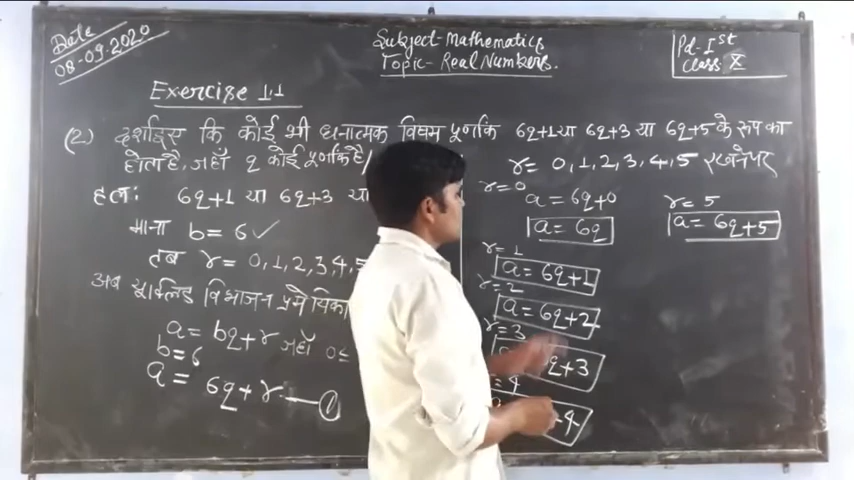 Date
08-09-2020
Subject-Mathematics
Topic-Real Numbers.
Pd-Ist
Class-X
Exercise 1.1
(2) दर्शाइए कि कोई भी धनात्मक विषम पूर्णांक 6q+1 या 6q+3 या 6q+5 के रूप का
होता है, जहाँ q कोई पूर्णांक है।
हल: 6q+1 या 6q+3 या
माना b=6 ✓
तब r= 0,1,2,3,4,5
अब यूक्लिड विभाजन प्रमेयिका
a= bq+r जहाँ 0≤
b=6
a= 6q+r — ①
r= 0,1,2,3,4,5 रखने पर
r=0
a=6q+0
a=6q
r=1
a=6q+1
r=2
a=6q+2
r=3
q+3
=4
4
r=5
a=6q+5